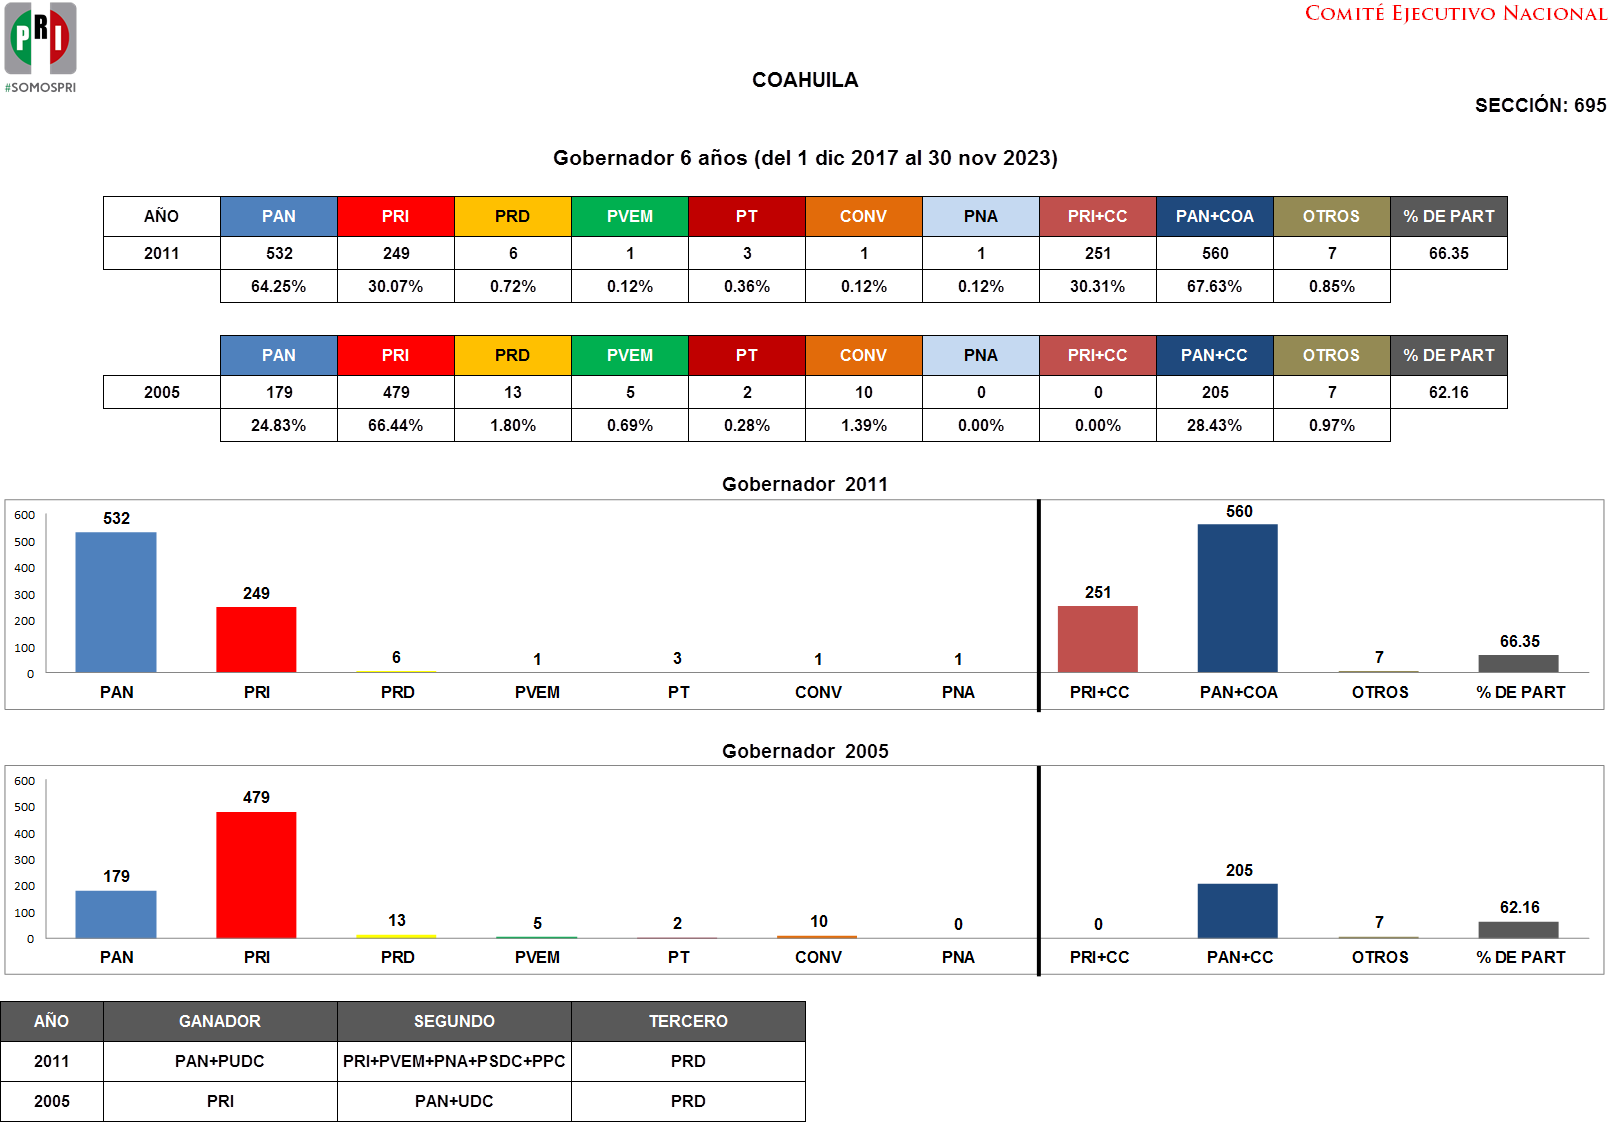 PRI
#SOMOSPRI
COMITÉ EJECUTIVO NACIONAL
COAHUILA
SECCIÓN: 695
Gobernador 6 años (del 1 dic 2017 al 30 nov 2023)
AÑO PAN PRI PRD PVEM PT CONV PNA PRI+CC PAN+COA OTROS % DE PART
2011 532 249 6 1 3 1 1 251 560 7 66.35
64.25% 30.07% 0.72% 0.12% 0.36% 0.12% 0.12% 30.31% 67.63% 0.85%
PAN PRI PRD PVEM PT CONV PNA PRI+CC PAN+CC OTROS % DE PART
2005 179 479 13 5 2 10 0 0 205 7 62.16
24.83% 66.44% 1.80% 0.69% 0.28% 1.39% 0.00% 0.00% 28.43% 0.97%
Gobernador 2011
600
500
400
300
200
100
0
532 249 6 1 3 1 1 251 560 7 66.35
PAN PRI PRD PVEM PT CONV PNA PRI+CC PAN+COA OTROS % DE PART
Gobernador 2005
600
500
400
300
200
100
0
179 479 13 5 2 10 0 0 205 7 62.16
PAN PRI PRD PVEM PT CONV PNA PRI+CC PAN+CC OTROS % DE PART
AÑO GANADOR SEGUNDO TERCERO
2011 PAN+PUDC PRI+PVEM+PNA+PSDC+PPC PRD
2005 PRI PAN+UDC PRD